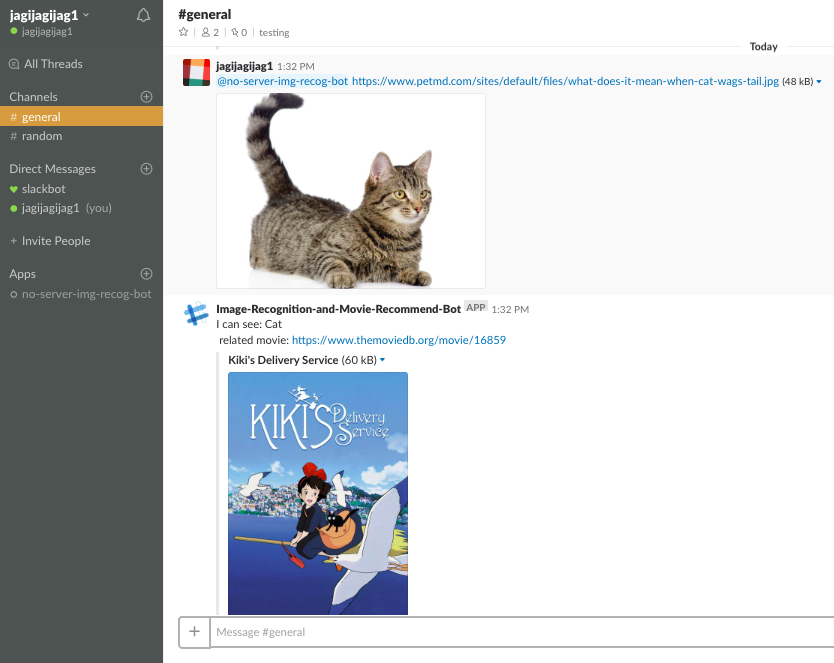 jagijagijag1
jagijagijag1
All Threads
Channels
# general
# random
Direct Messages
slackbot
jagijagijag1 (you)
+ Invite People
Apps
no-server-img-recog-bot
#general
2 | 0 | testing
Today
jagijagijag1 1:32 PM
@no-server-img-recog-bot https://www.petmd.com/sites/default/files/what-does-it-mean-when-cat-wags-tail.jpg (48 kB)
Image-Recognition-and-Movie-Recommend-Bot APP 1:32 PM
I can see: Cat
related movie: https://www.themoviedb.org/movie/16859
Kiki's Delivery Service (60 kB)
KIKI'S Delivery
Service
+ Message #general